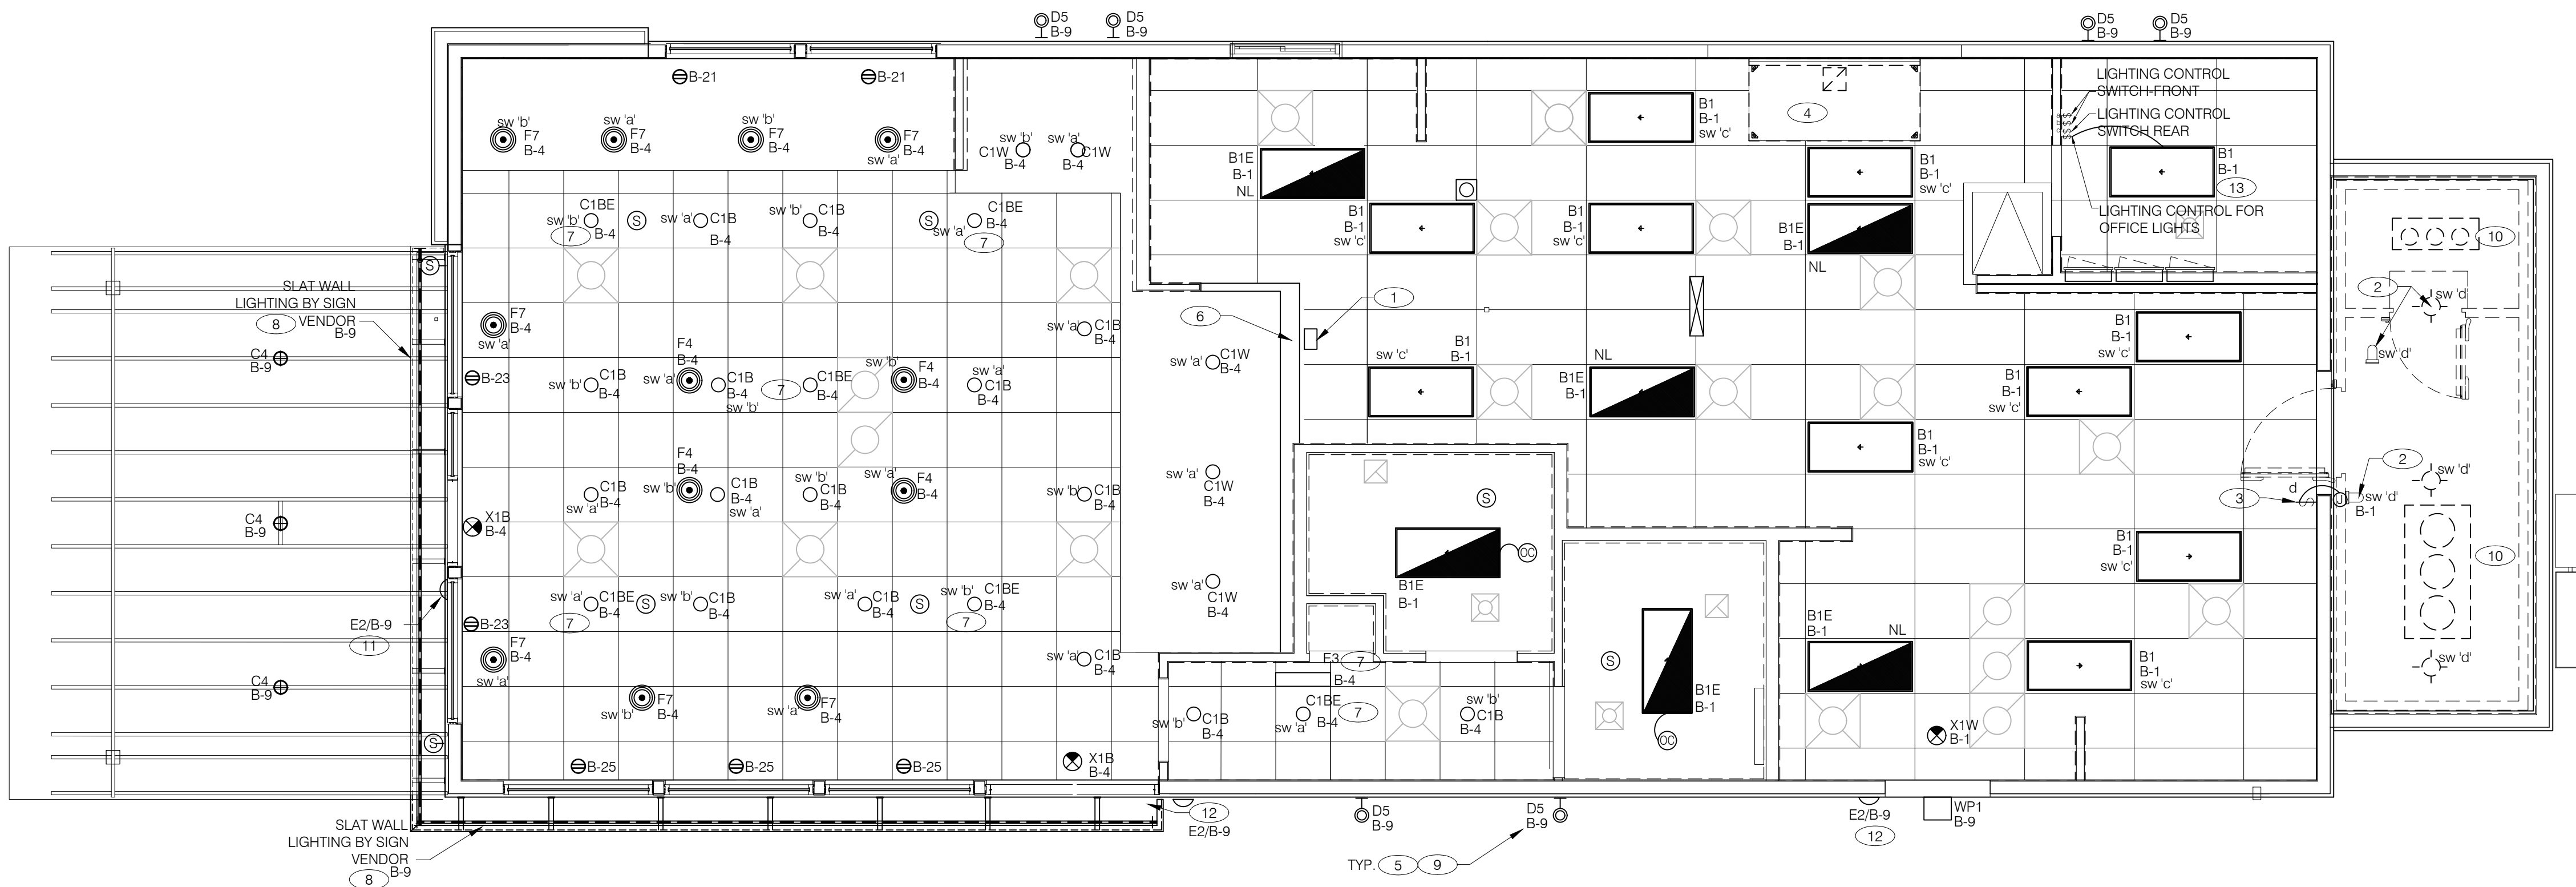 D5
B-9
D5
B-9
D5
B-9
D5
B-9
B-21
B-21
LIGHTING CONTROL
SWITCH-FRONT
LIGHTING CONTROL
SWITCH REAR
LIGHTING CONTROL FOR
OFFICE LIGHTS
sw 'b'
F7
B-4
sw 'a'
F7
B-4
sw 'b'
F7
B-4
F7
B-4
sw 'a'
sw 'b'
C1W
B-4
sw 'a'
C1W
B-4
B1
B-1
sw 'c'
4
B1E
B-1
NL
B1
B-1
sw 'c'
B1
B-1
13
C1BE
sw 'b'
B-4
7
S
sw 'a'
C1B
B-4
sw 'b'
C1B
B-4
S
C1BE
B-4
sw 'a'
7
B1
B-1
sw 'c'
B1
B-1
sw 'c'
B1E
B-1
NL
10
S
SLAT WALL
LIGHTING BY SIGN
VENDOR
B-9
8
1
6
2
sw 'd'
sw 'd'
F7
B-4
sw 'a'
sw 'a'
C1B
B-4
B1
B-1
sw 'c'
C4
B-9
B-23
F4
B-4
sw 'a'
sw 'b'
C1B
B-4
C1B
B-4
sw 'b'
7
C1BE
B-4
sw 'b'
F4
B-4
sw 'a'
C1B
B-4
sw 'a'
C1W
B-4
sw 'c'
B1
B-1
NL
B1E
B-1
B1
B-1
sw 'c'
B1
B-1
sw 'c'
F4
B-4
sw 'b'
C4
B-9
X1B
B-4
C1B
B-4
sw 'a'
C1B
B-4
sw 'a'
sw 'b'
C1B
B-4
sw 'a'
F4
B-4
sw 'b'
C1B
B-4
sw 'a'
C1W
B-4
S
2
sw 'd'
3
d
J
sw 'd'
B-1
10
OC
B1E
B-1
B1
B-1
sw 'c'
E2/B-9
11
B-23
sw 'a'
C1BE
B-4
7
S
sw 'b'
C1B
B-4
sw 'a'
C1B
B-4
S
sw 'b'
C1BE
B-4
7
sw 'a'
C1W
B-4
F7
B-4
sw 'a'
sw 'a'
C1B
B-4
E3
7
B-4
S
B1E
B-1
NL
B1
B-1
sw 'c'
sw 'd'
C4
B-9
sw 'b'
F7
B-4
sw 'a'
F7
B-4
sw 'b'
C1B
B-4
C1BE
sw 'a'
B-4
7
sw 'b'
C1B
B-4
B1E
B-1
OC
X1W
B-1
S
B-25
B-25
B-25
X1B
B-4
SLAT WALL
LIGHTING BY SIGN
VENDOR
B-9
8
12
E2/B-9
D5
B-9
D5
B-9
TYP.
5
9
E2/B-9
12
WP1
B-9